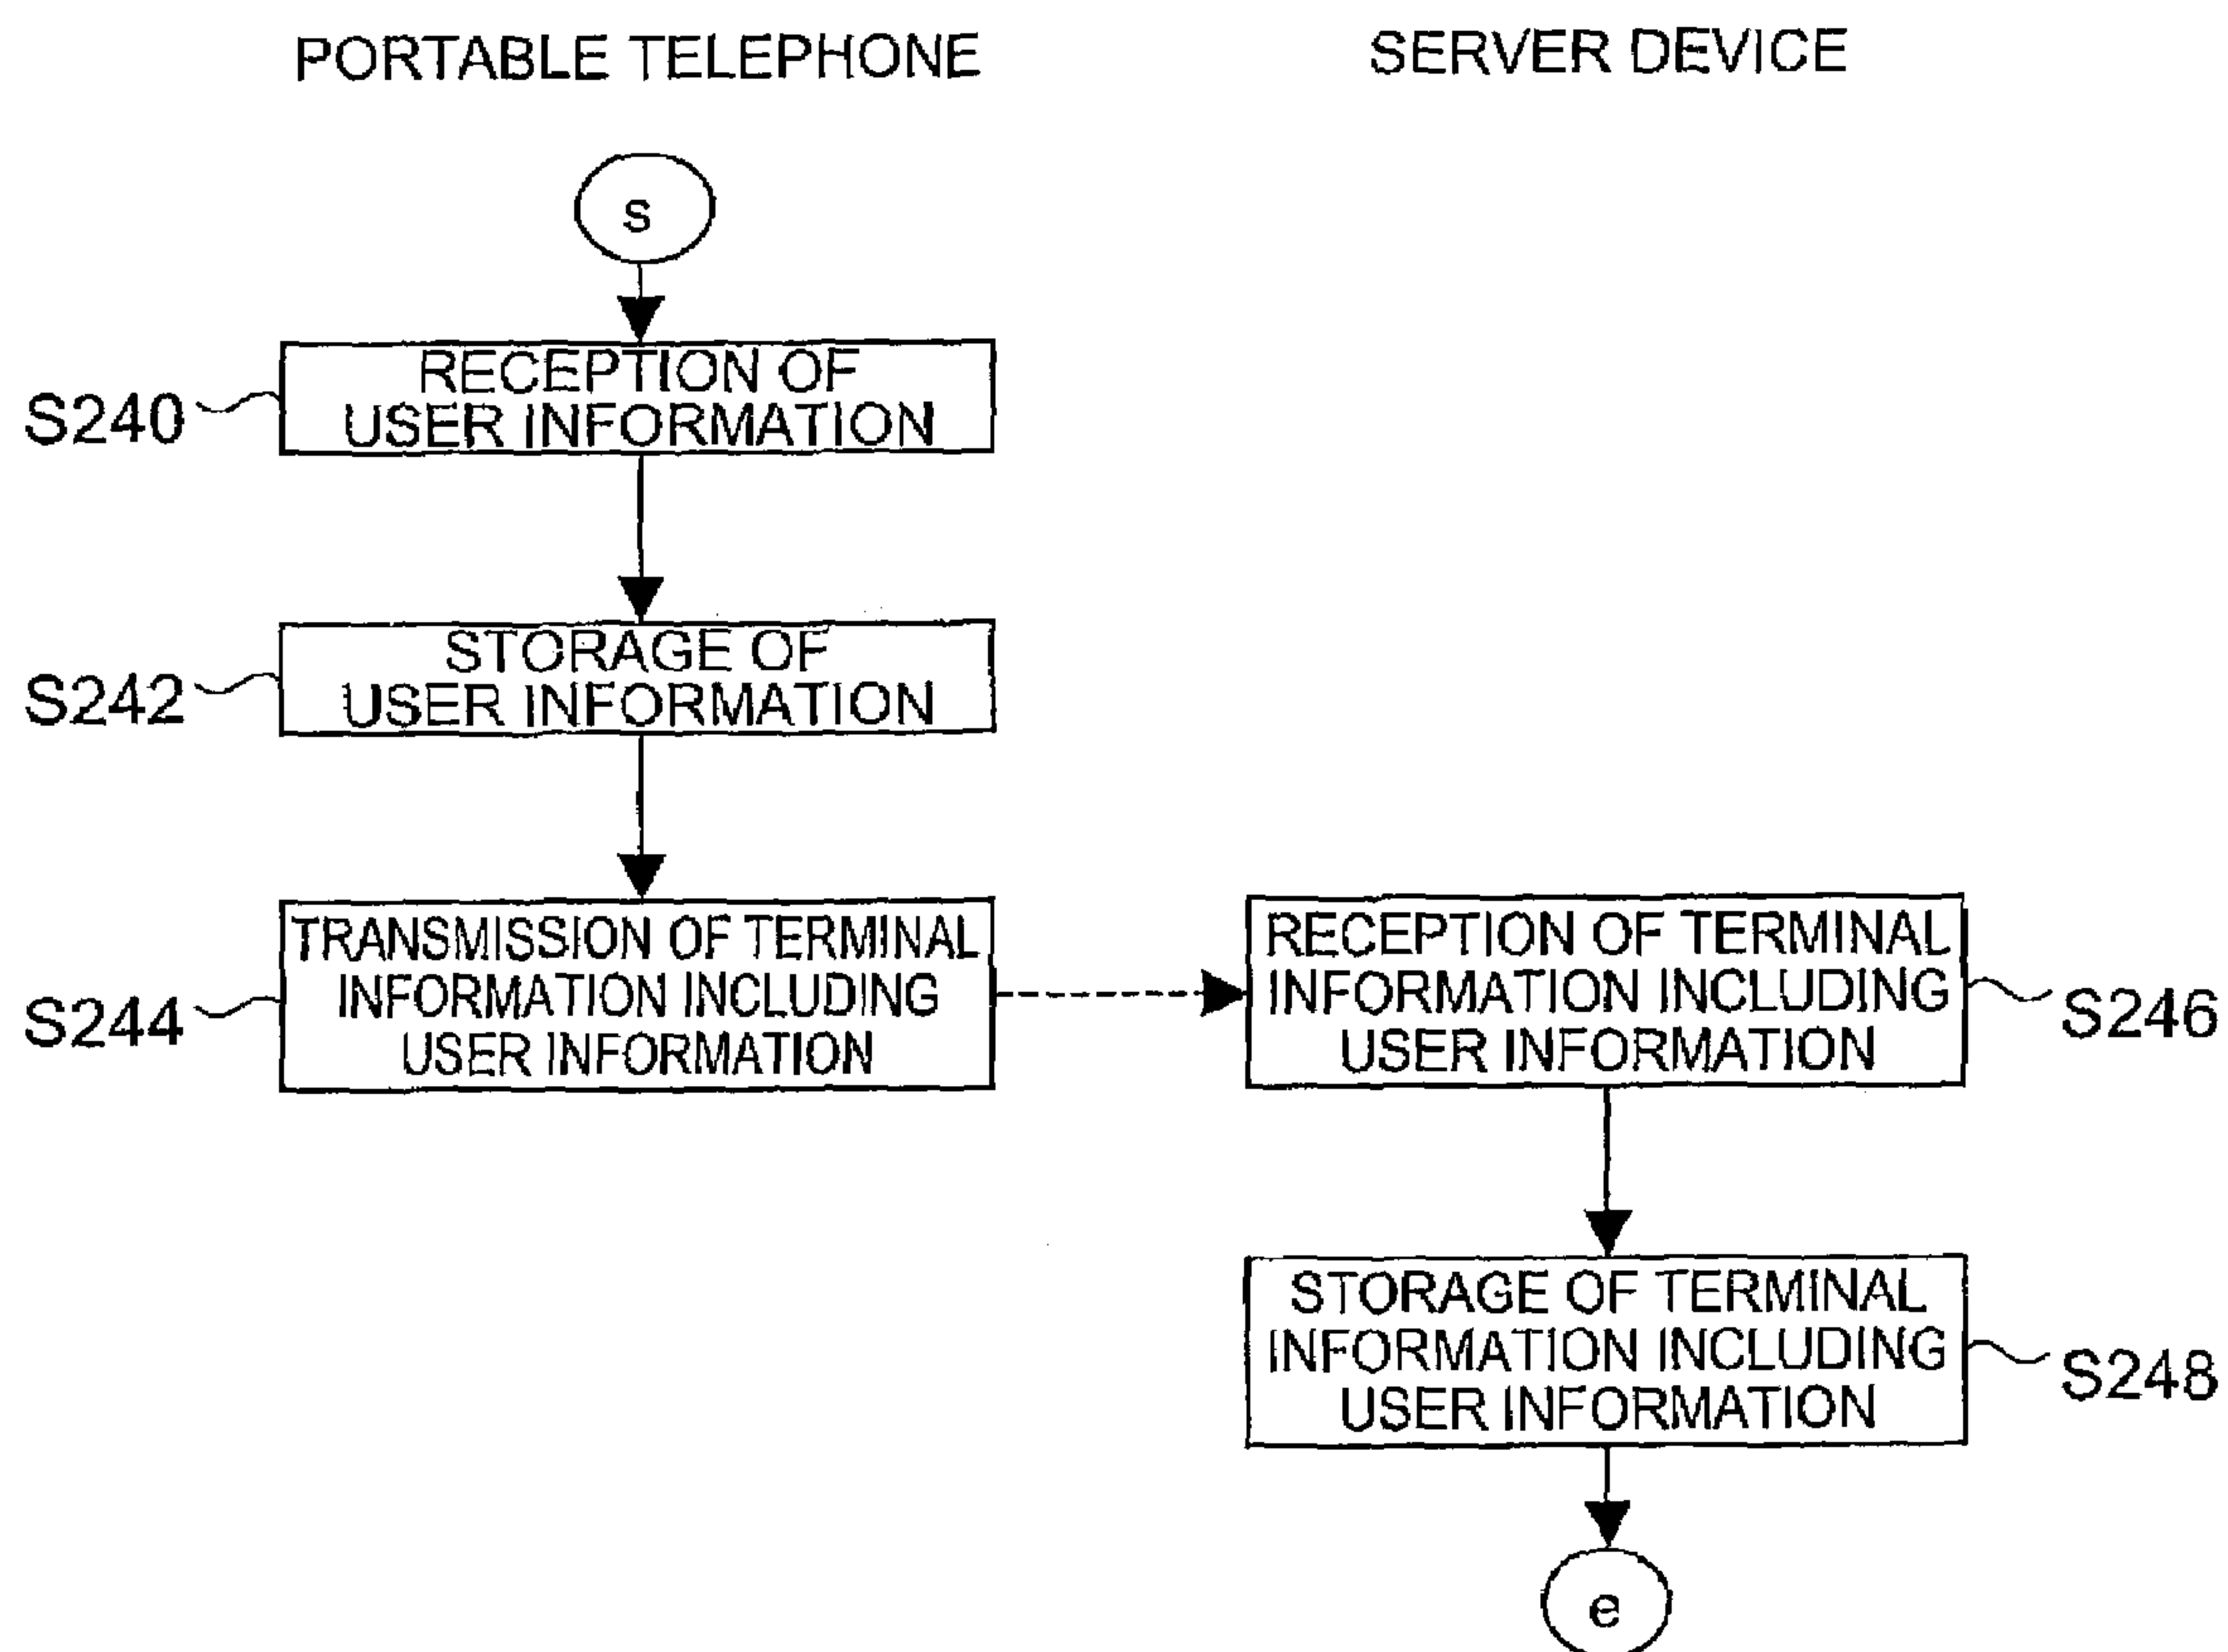 PORTABLE TELEPHONE
SERVER DEVICE
s
RECEPTION OF
USER INFORMATION
S240
STORAGE OF
USER INFORMATION
S242
TRANSMISSION OF TERMINAL
INFORMATION INCLUDING
USER INFORMATION
S244
RECEPTION OF TERMINAL
INFORMATION INCLUDING
USER INFORMATION
S246
STORAGE OF TERMINAL
INFORMATION INCLUDING
USER INFORMATION
S248
e